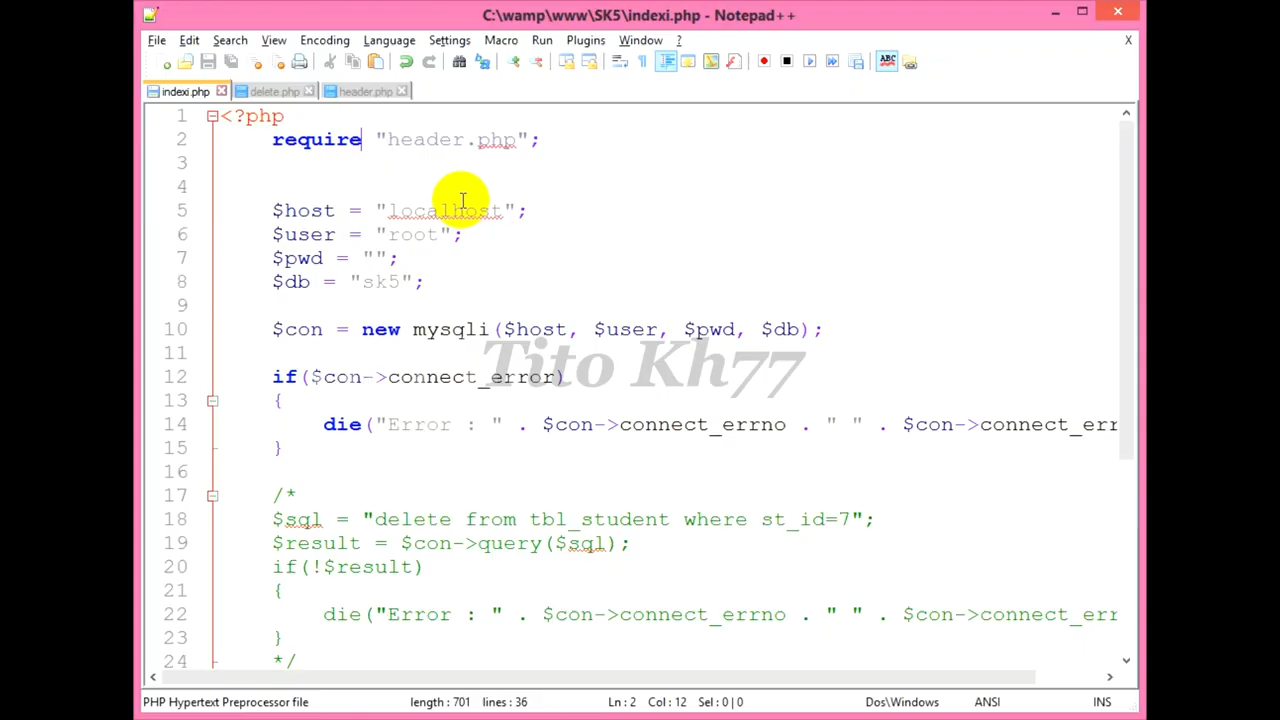 C:\wamp\www\SK5\indexi.php - Notepad++
File Edit Search View Encoding Language Settings Macro Run Plugins Window ? X
indexi.php delete.php header.php
1 <?php
2 require "header.php";
3
4
5 $host = "localhost";
6 $user = "root";
7 $pwd = "";
8 $db = "sk5";
9
10 $con = new mysqli($host, $user, $pwd, $db);
11
12 if($con->connect_error)
13 {
14 die("Error : " . $con->connect_errno . " " . $con->connect_err
15 }
16
17 /*
18 $sql = "delete from tbl_student where st_id=7";
19 $result = $con->query($sql);
20 if(!$result)
21 {
22 die("Error : " . $con->connect_errno . " " . $con->connect_err
23 }
24 */
Tito Kh77
PHP Hypertext Preprocessor file length : 701 lines : 36 Ln : 2 Col : 12 Sel : 0 | 0 Dos\Windows ANSI INS